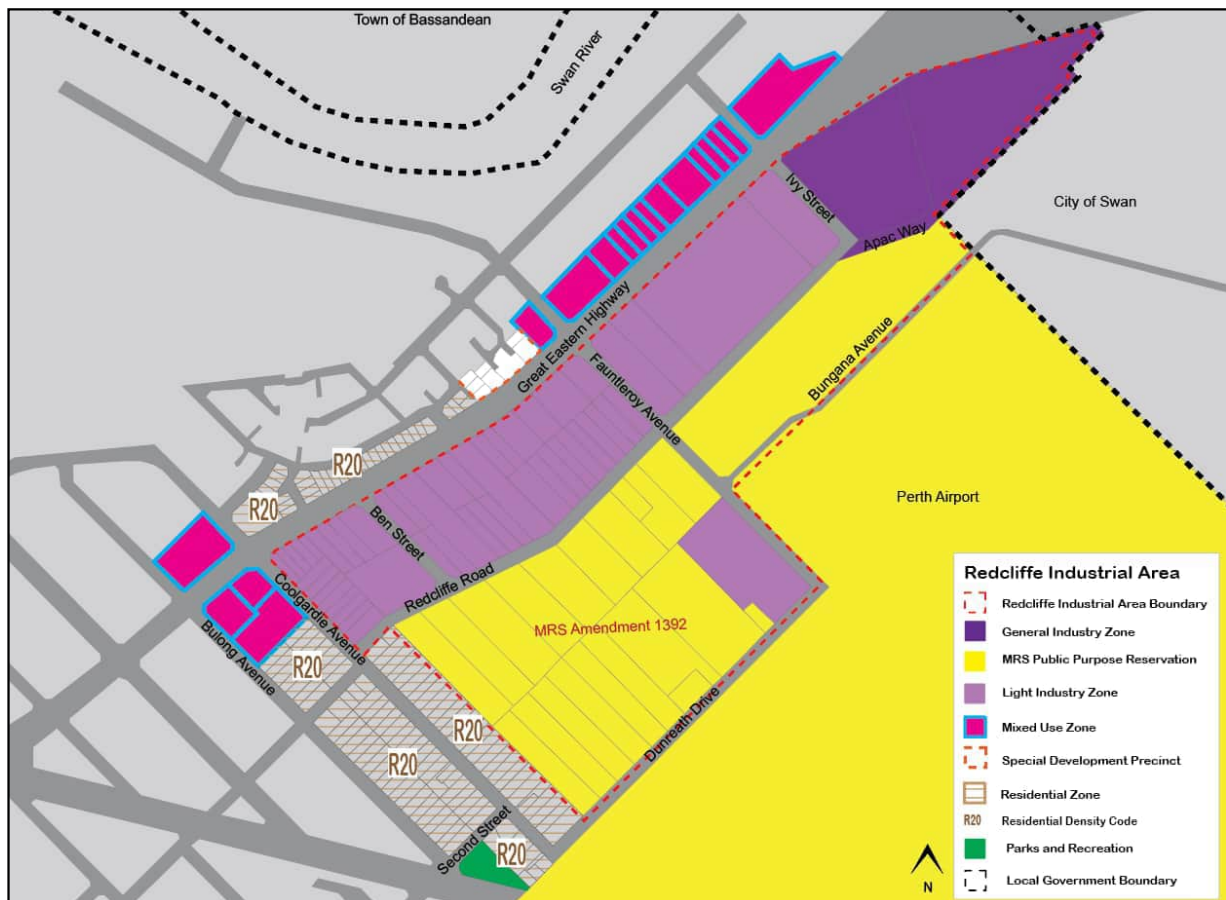 Town of Bassandean
Swan River
Ivy Street
City of Swan
Apac Way
Great Eastern Highway
Bungana Avenue
Fauntleroy Avenue
R20
R20
Perth Airport
Ben Street
Redcliffe Road
Coolgardie Avenue
MRS Amendment 1392
Bulong Avenue
R20
R20
R20
Dunreath Drive
Second Street
R20
N
Redcliffe Industrial Area
Redcliffe Industrial Area Boundary
General Industry Zone
MRS Public Purpose Reservation
Light Industry Zone
Mixed Use Zone
Special Development Precinct
Residential Zone
R20 Residential Density Code
Parks and Recreation
Local Government Boundary